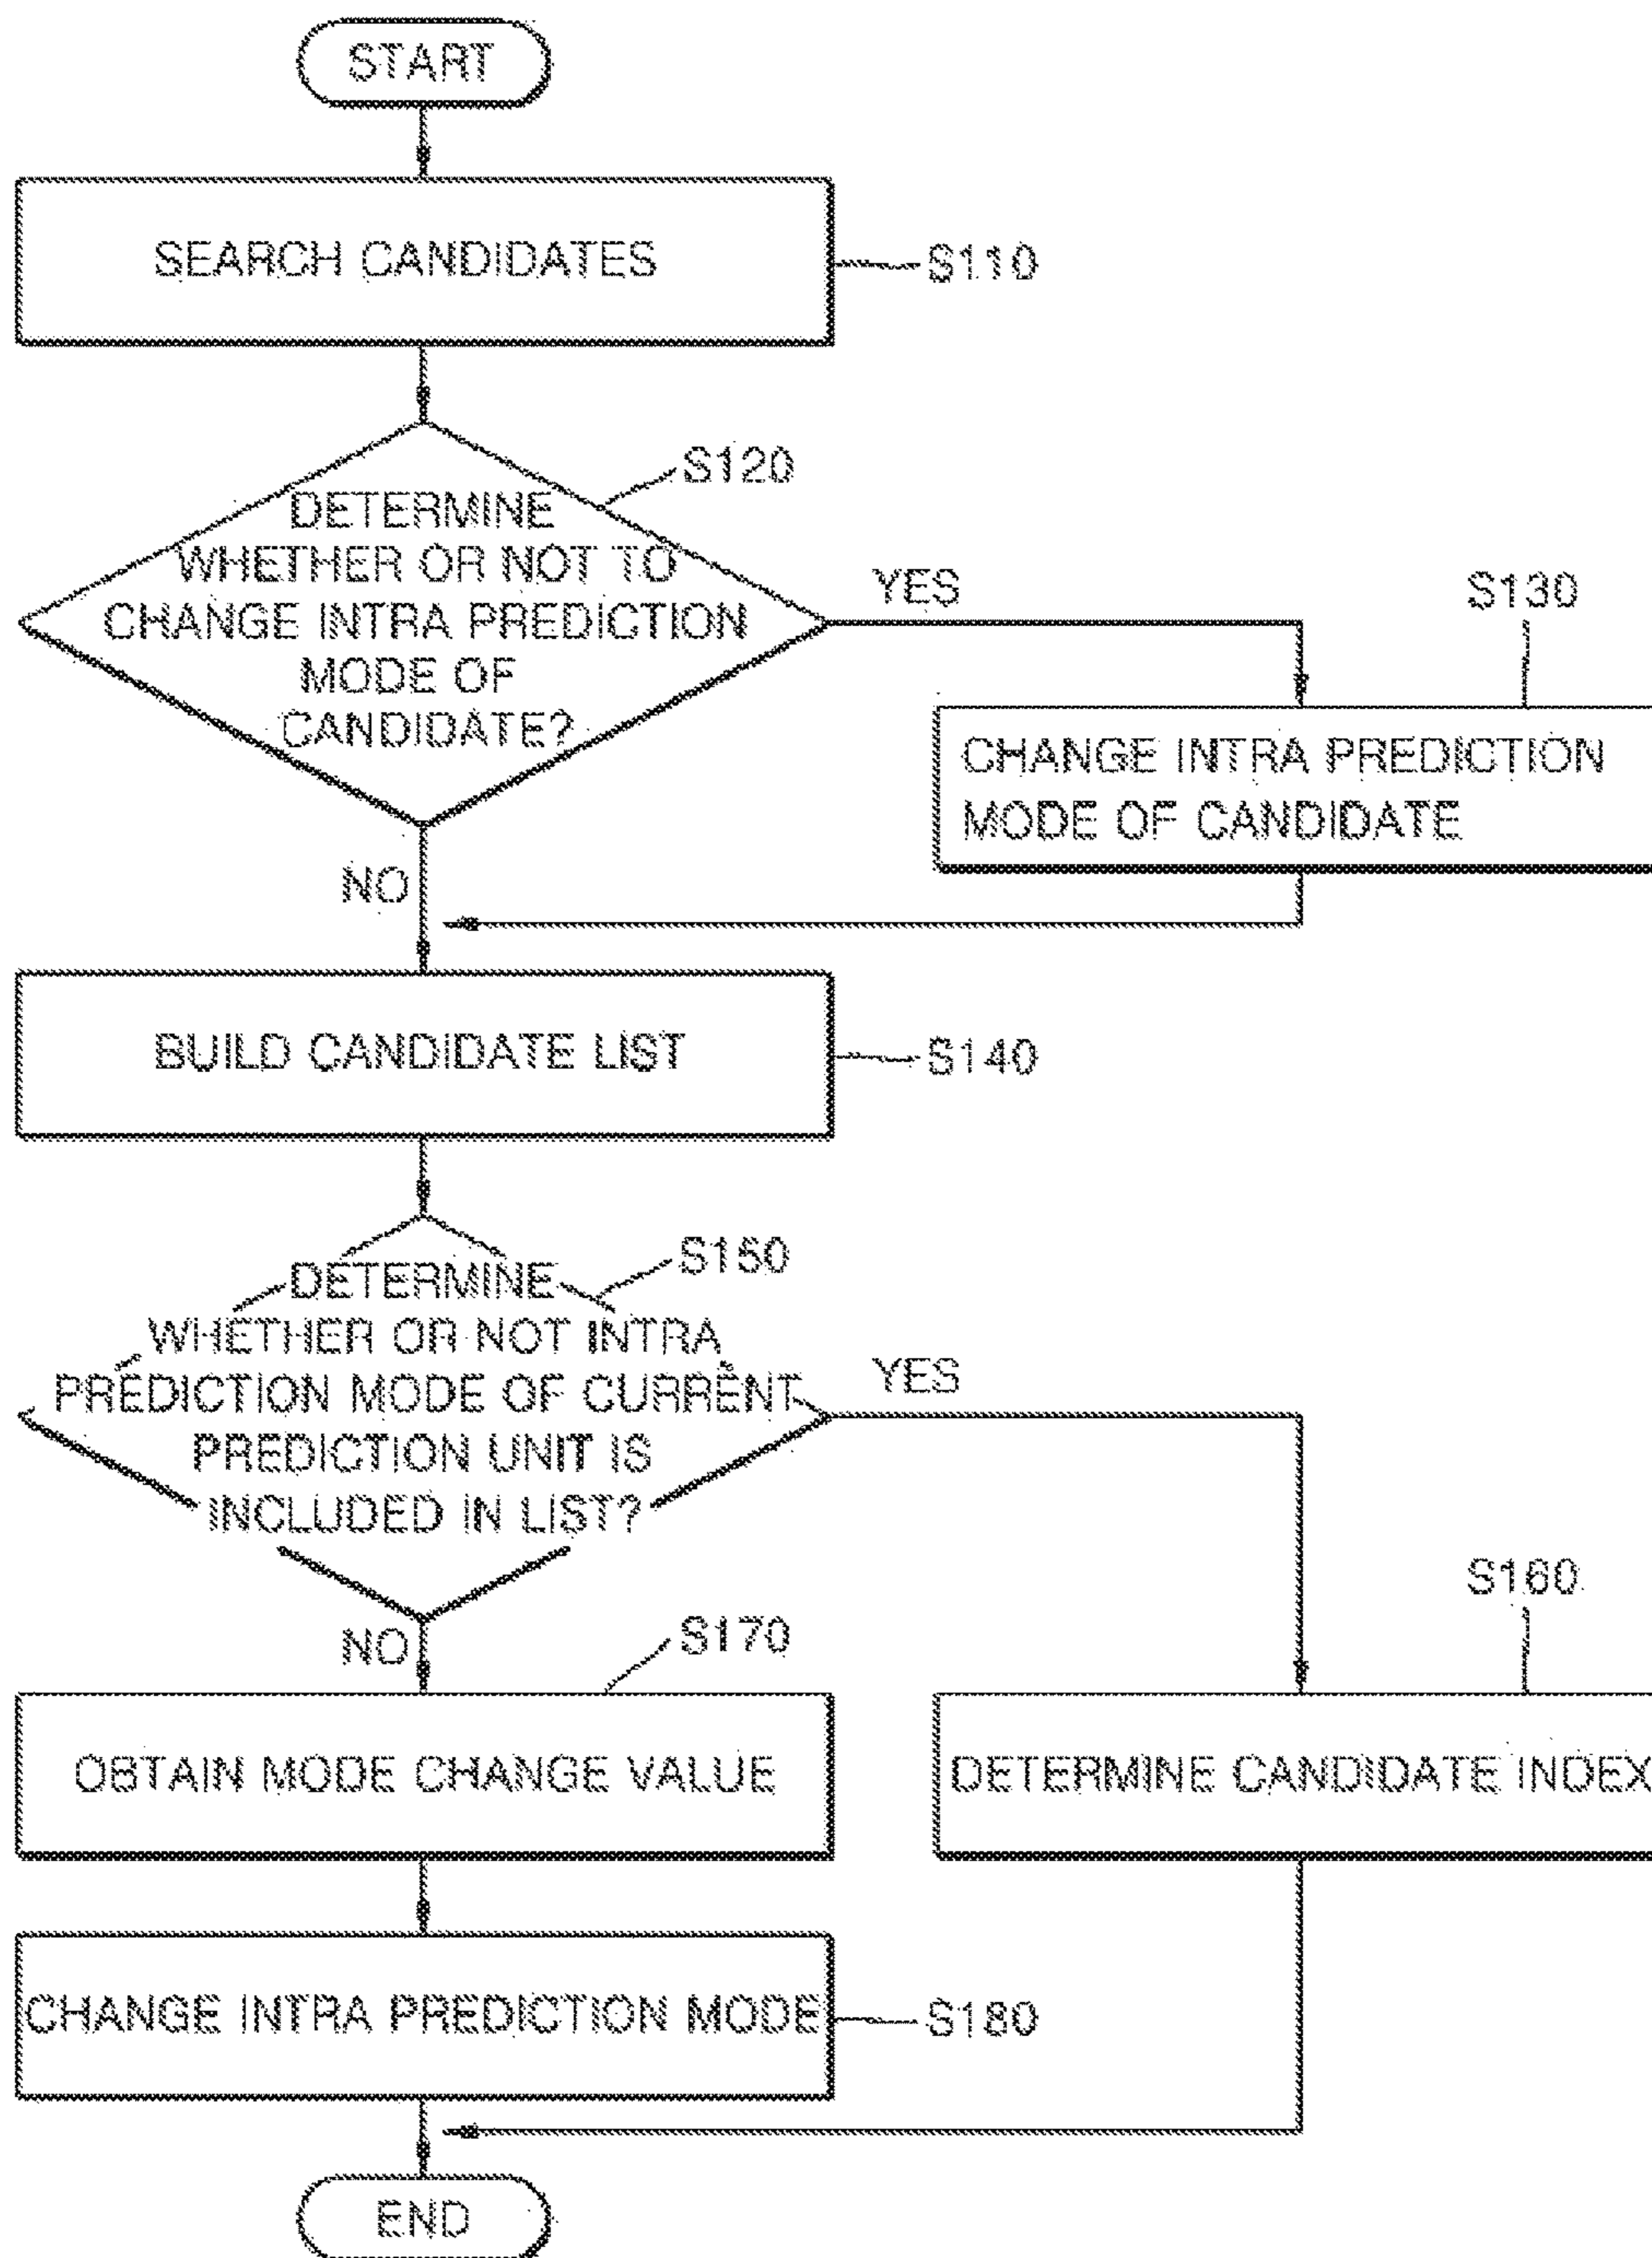 START
SEARCH CANDIDATES
S110
S120
DETERMINE
WHETHER OR NOT TO
CHANGE INTRA PREDICTION
MODE OF
CANDIDATE?
YES
S130
CHANGE INTRA PREDICTION
MODE OF CANDIDATE
NO
BUILD CANDIDATE LIST
S140
S150
DETERMINE
WHETHER OR NOT INTRA
PREDICTION MODE OF CURRENT
PREDICTION UNIT IS
INCLUDED IN LIST?
YES
S160
NO
S170
OBTAIN MODE CHANGE VALUE
DETERMINE CANDIDATE INDEX
CHANGE INTRA PREDICTION MODE
S180
END